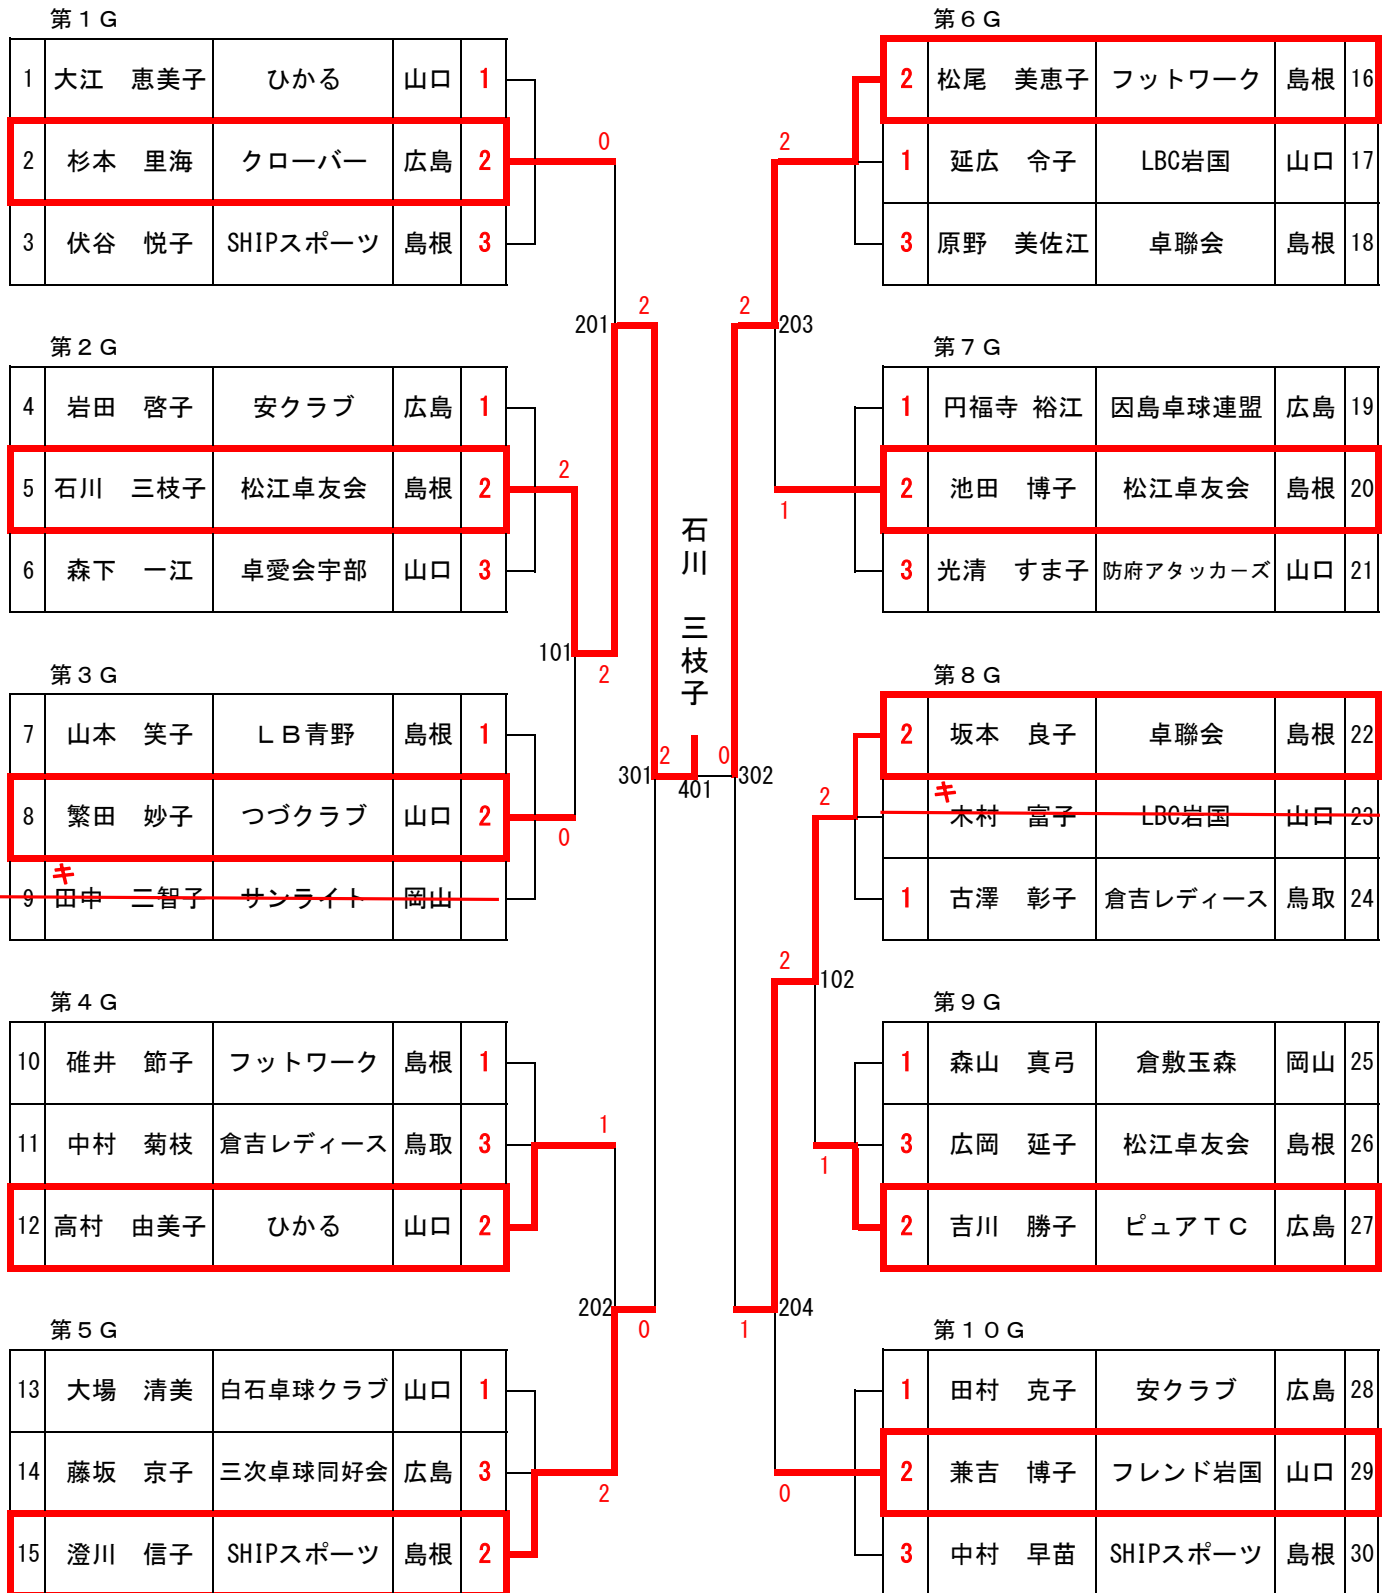 第１Ｇ
1 大江　恵美子 ひかる 山口 1
2 杉本　里海 クローバー 広島 2
3 伏谷　悦子 SHIPスポーツ 島根 3
0
201
2
第２Ｇ
4 岩田　啓子 安クラブ 広島 1
5 石川　三枝子 松江卓友会 島根 2
6 森下　一江 卓愛会宇部 山口 3
2
101
2
第３Ｇ
7 山本　笑子 ＬＢ青野 島根 1
8 繁田　妙子 つづクラブ 山口 2
キ
9 田中　三智子 サンライト 岡山
0
301
2
第４Ｇ
10 碓井　節子 フットワーク 島根 1
11 中村　菊枝 倉吉レディース 鳥取 3
12 高村　由美子 ひかる 山口 2
1
202
0
第５Ｇ
13 大場　清美 白石卓球クラブ 山口 1
14 藤坂　京子 三次卓球同好会 広島 3
15 澄川　信子 SHIPスポーツ 島根 2
2
石川　三枝子
401
第６Ｇ
2 松尾　美恵子 フットワーク 島根 16
1 延広　令子 LBC岩国 山口 17
3 原野　美佐江 卓聯会 島根 18
2
2
203
第７Ｇ
1 円福寺 裕江 因島卓球連盟 広島 19
2 池田　博子 松江卓友会 島根 20
3 光清　すま子 防府アタッカーズ 山口 21
1
0
302
第８Ｇ
2 坂本　良子 卓聯会 島根 22
キ
木村　富子 LBC岩国 山口 23
1 古澤　彰子 倉吉レディース 鳥取 24
2
2
102
第９Ｇ
1 森山　真弓 倉敷玉森 岡山 25
3 広岡　延子 松江卓友会 島根 26
2 吉川　勝子 ピュアＴＣ 広島 27
1
204
1
第１０Ｇ
1 田村　克子 安クラブ 広島 28
2 兼吉　博子 フレンド岩国 山口 29
3 中村　早苗 SHIPスポーツ 島根 30
0